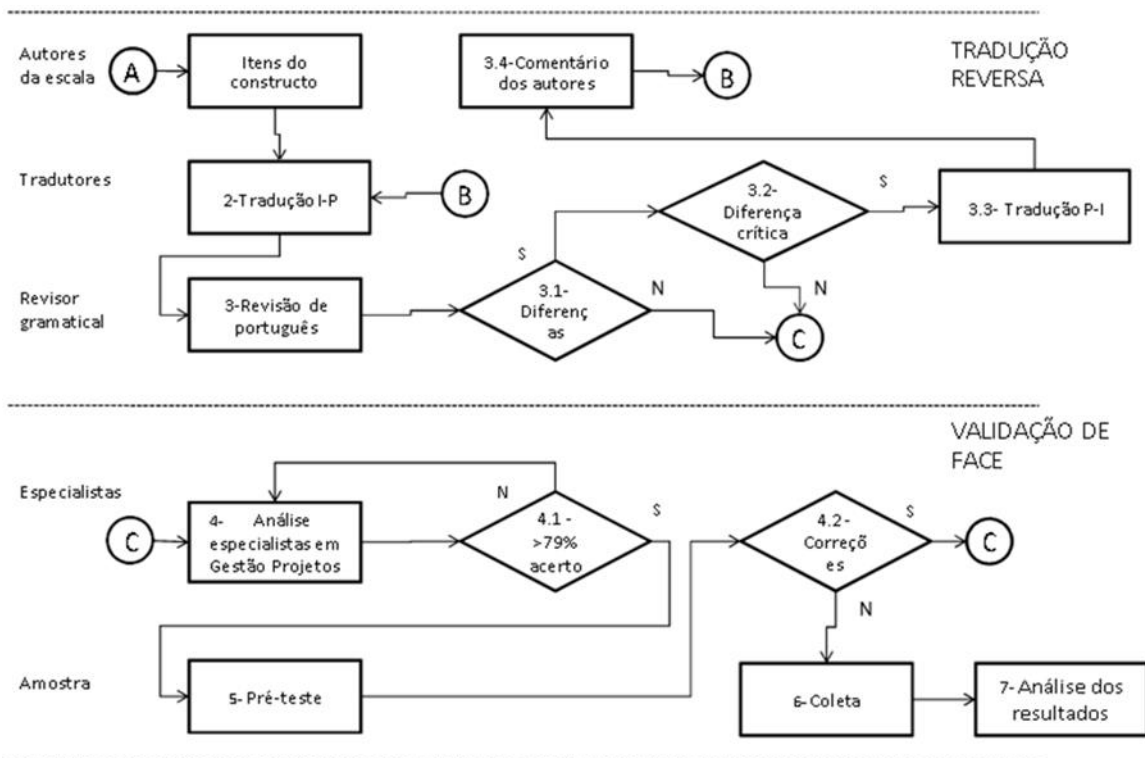 Autores
da escala
A
Itens do
constructo
3.4-Comentário
dos autores
B
TRADUÇÃO
REVERSA
Tradutores
2-Tradução I-P
B
3.2-
Diferença
crítica
S
3.3- Tradução P-I
S
N
Revisor
gramatical
3-Revisão de
português
3.1-
Diferenç
as
N
C
VALIDAÇÃO DE
FACE
Especialistas
C
4- Análise
especialistas em
Gestão Projetos
N
4.1 -
>79%
acerto
S
4.2-
Correçõ
es
S
C
N
Amostra
5- Pré-teste
6- Coleta
7- Análise dos
resultados